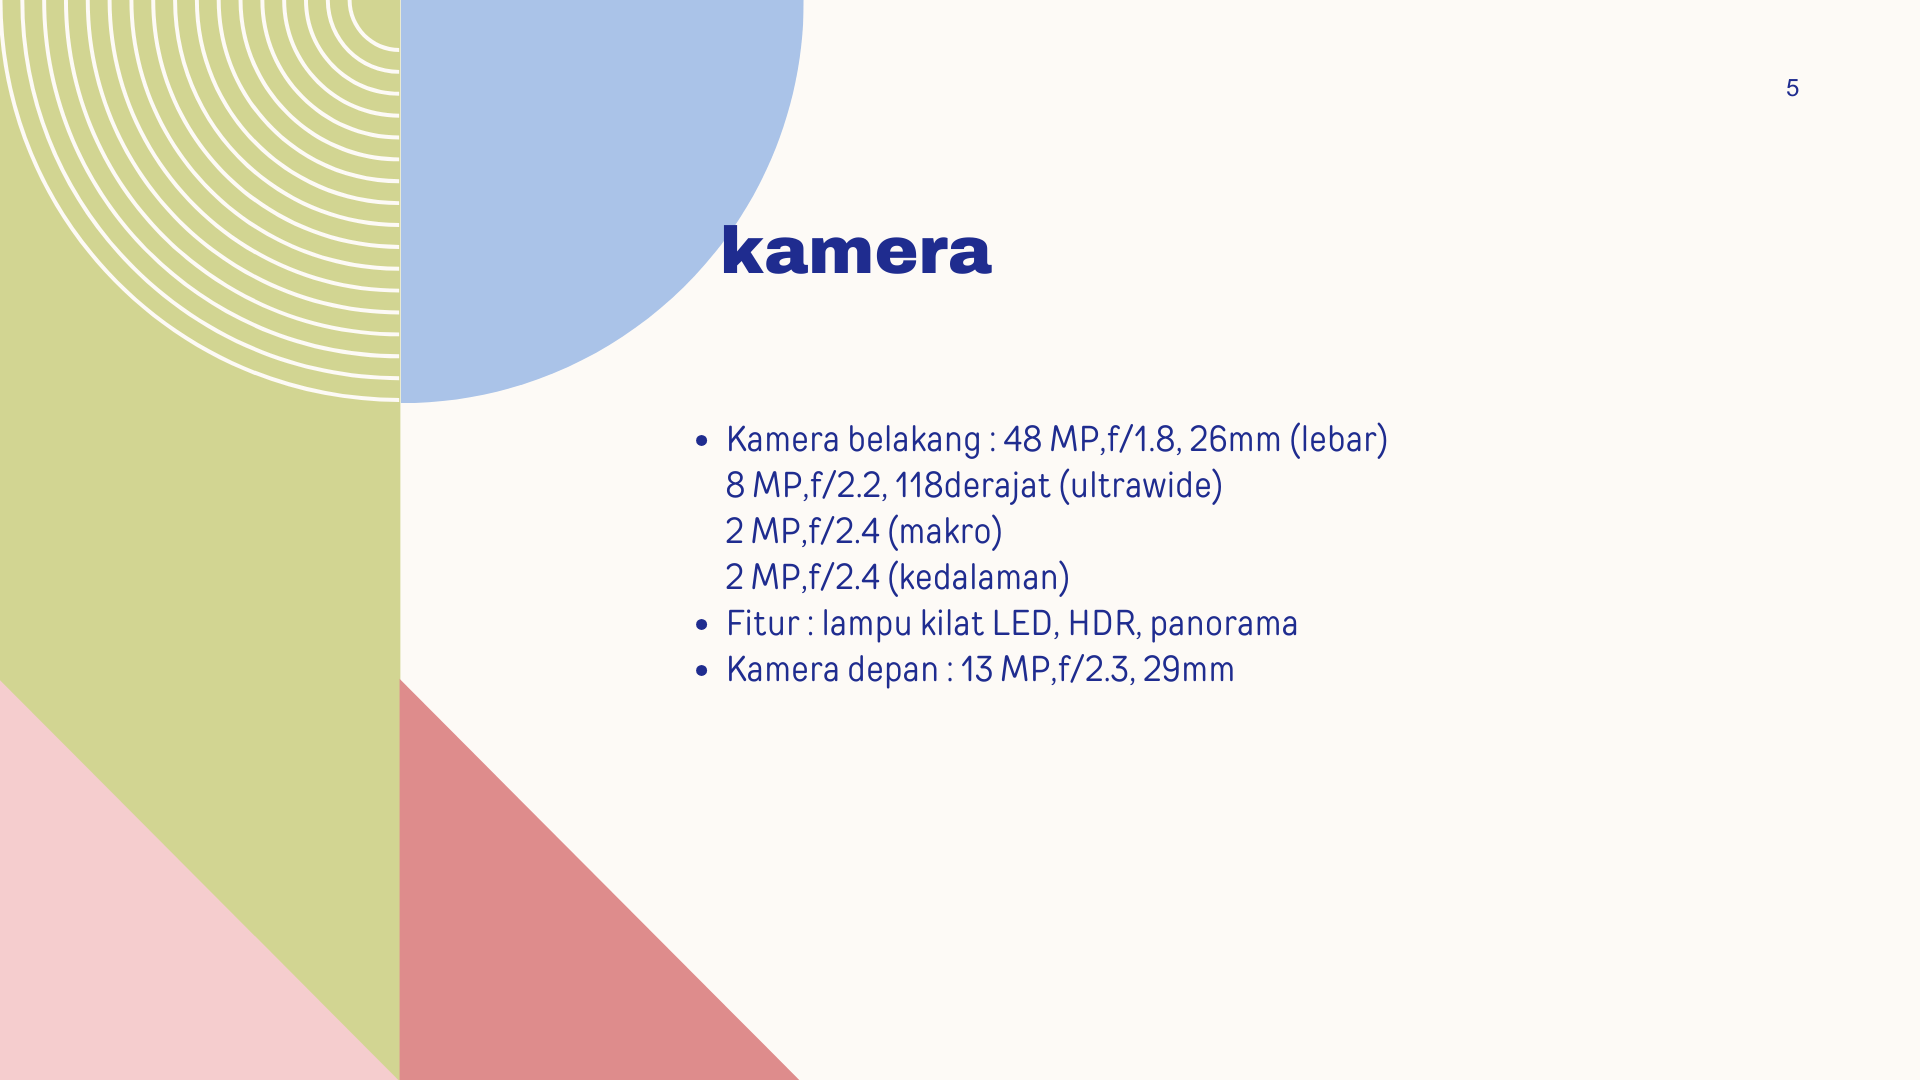 5
kamera
• Kamera belakang : 48 MP,f/1.8, 26mm (lebar)
8 MP,f/2.2, 118derajat (ultrawide)
2 MP,f/2.4 (makro)
2 MP,f/2.4 (kedalaman)
• Fitur : lampu kilat LED, HDR, panorama
• Kamera depan : 13 MP,f/2.3, 29mm